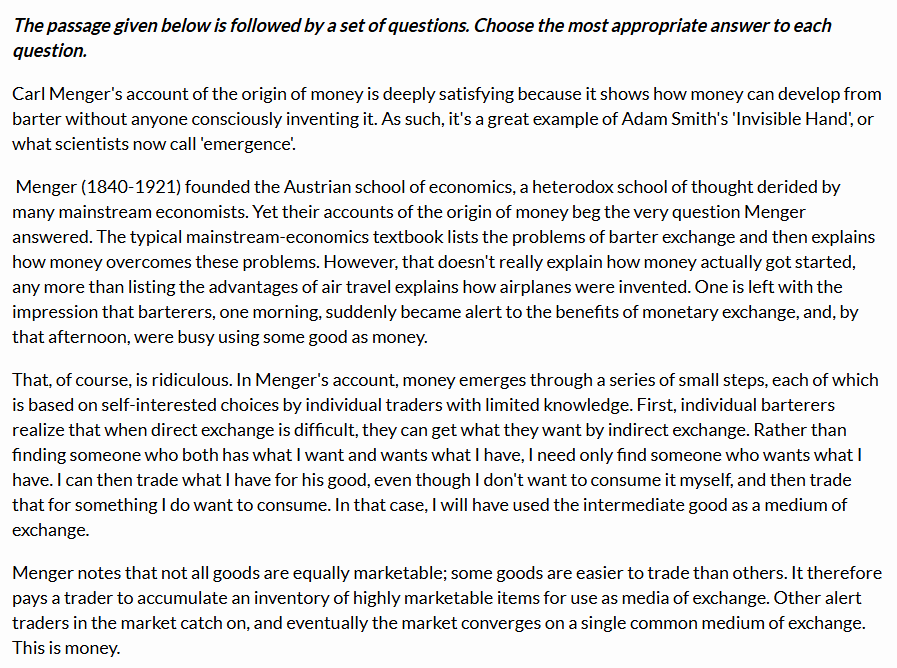 The passage given below is followed by a set of questions. Choose the most appropriate answer to each
question.
Carl Menger's account of the origin of money is deeply satisfying because it shows how money can develop from
barter without anyone consciously inventing it. As such, it's a great example of Adam Smith's 'Invisible Hand', or
what scientists now call 'emergence'.
Menger (1840-1921) founded the Austrian school of economics, a heterodox school of thought derided by
many mainstream economists. Yet their accounts of the origin of money beg the very question Menger
answered. The typical mainstream-economics textbook lists the problems of barter exchange and then explains
how money overcomes these problems. However, that doesn't really explain how money actually got started,
any more than listing the advantages of air travel explains how airplanes were invented. One is left with the
impression that barterers, one morning, suddenly became alert to the benefits of monetary exchange, and, by
that afternoon, were busy using some good as money.
That, of course, is ridiculous. In Menger's account, money emerges through a series of small steps, each of which
is based on self-interested choices by individual traders with limited knowledge. First, individual barterers
realize that when direct exchange is difficult, they can get what they want by indirect exchange. Rather than
finding someone who both has what I want and wants what I have, I need only find someone who wants what I
have. I can then trade what I have for his good, even though I don't want to consume it myself, and then trade
that for something I do want to consume. In that case, I will have used the intermediate good as a medium of
exchange.
Menger notes that not all goods are equally marketable; some goods are easier to trade than others. It therefore
pays a trader to accumulate an inventory of highly marketable items for use as media of exchange. Other alert
traders in the market catch on, and eventually the market converges on a single common medium of exchange.
This is money.